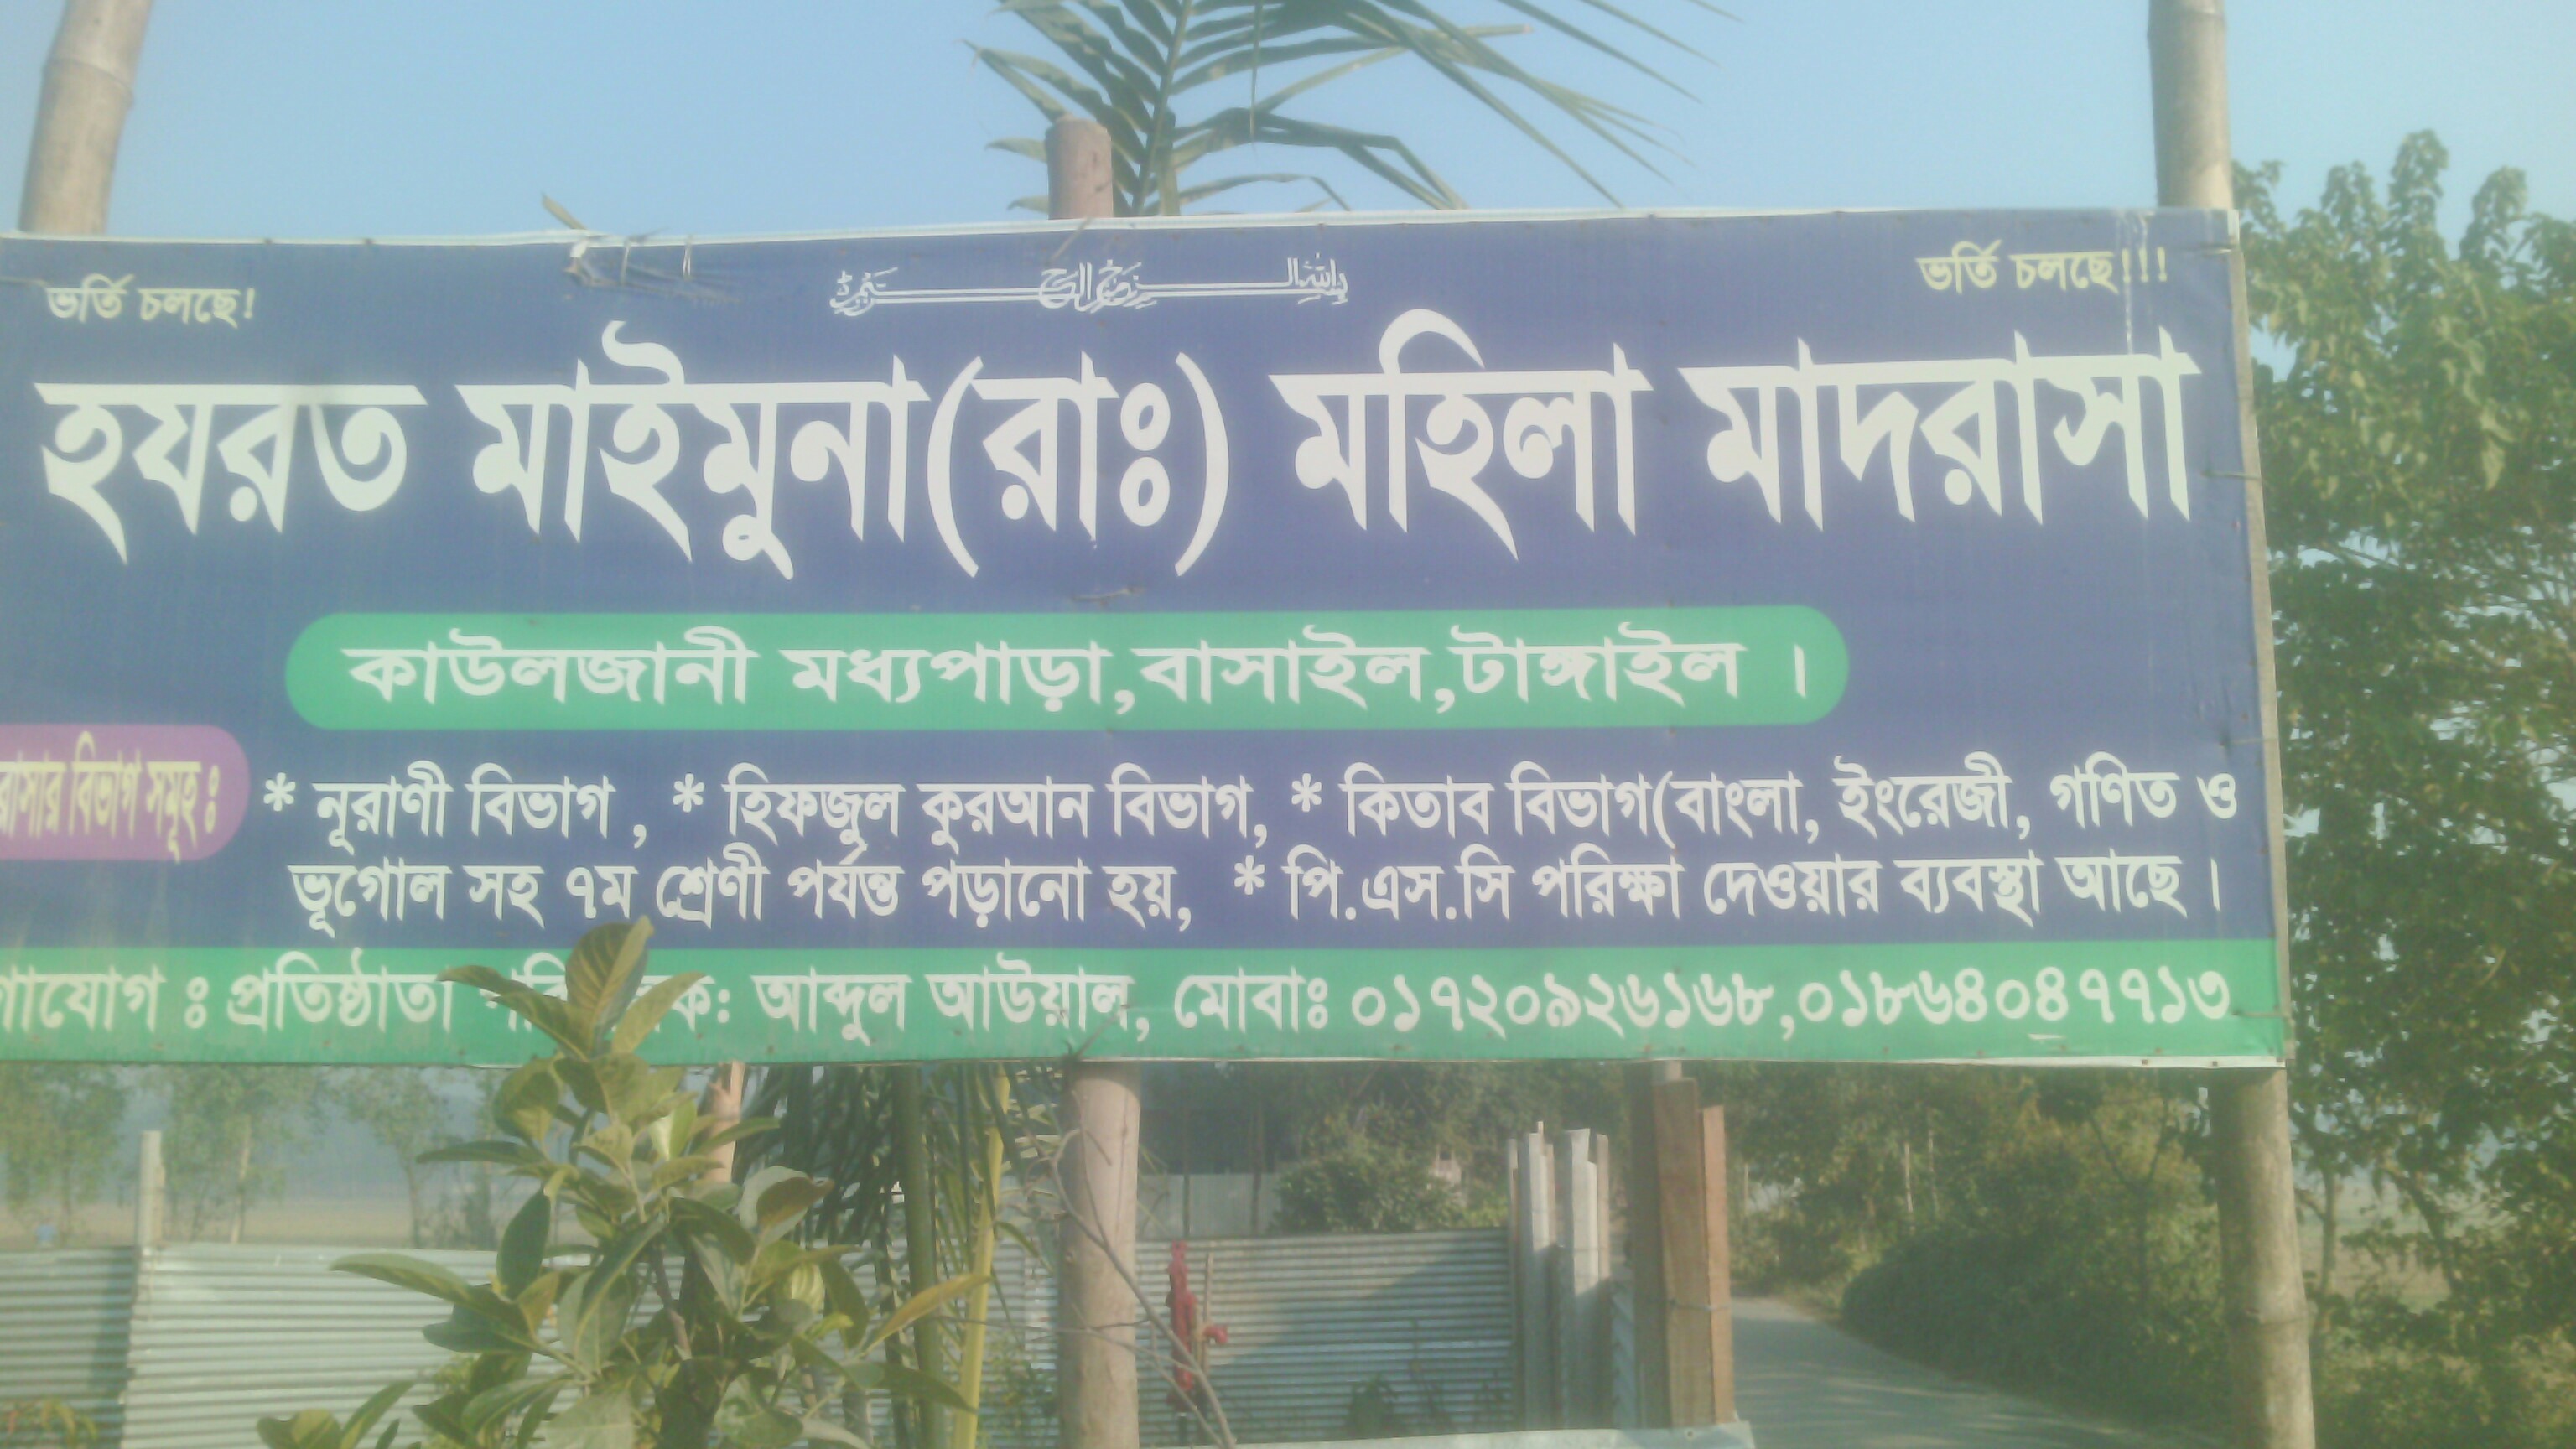 ভর্তি চলছে!
ভর্তি চলছে!!!
হযরত মাইমুনা(রাঃ) মহিলা মাদরাসা
কাউলজানী মধ্যপাড়া,বাসাইল,টাঙ্গাইল ।
বিভাগ সমূহ ঃ
* নূরাণী বিভাগ , * হিফজুল কুরআন বিভাগ, * কিতাব বিভাগ(বাংলা, ইংরেজী, গণিত ও
ভূগোল সহ ৭ম শ্রেণী পর্যন্ত পড়ানো হয়, * পি.এস.সি পরিক্ষা দেওয়ার ব্যবস্থা আছে ।
ঃ প্রতিষ্ঠাতা আব্দুল আউয়াল, মোবাঃ ০১৭২০৯২৬১৬৮,০১৮৬৪০৪৭৭১৩